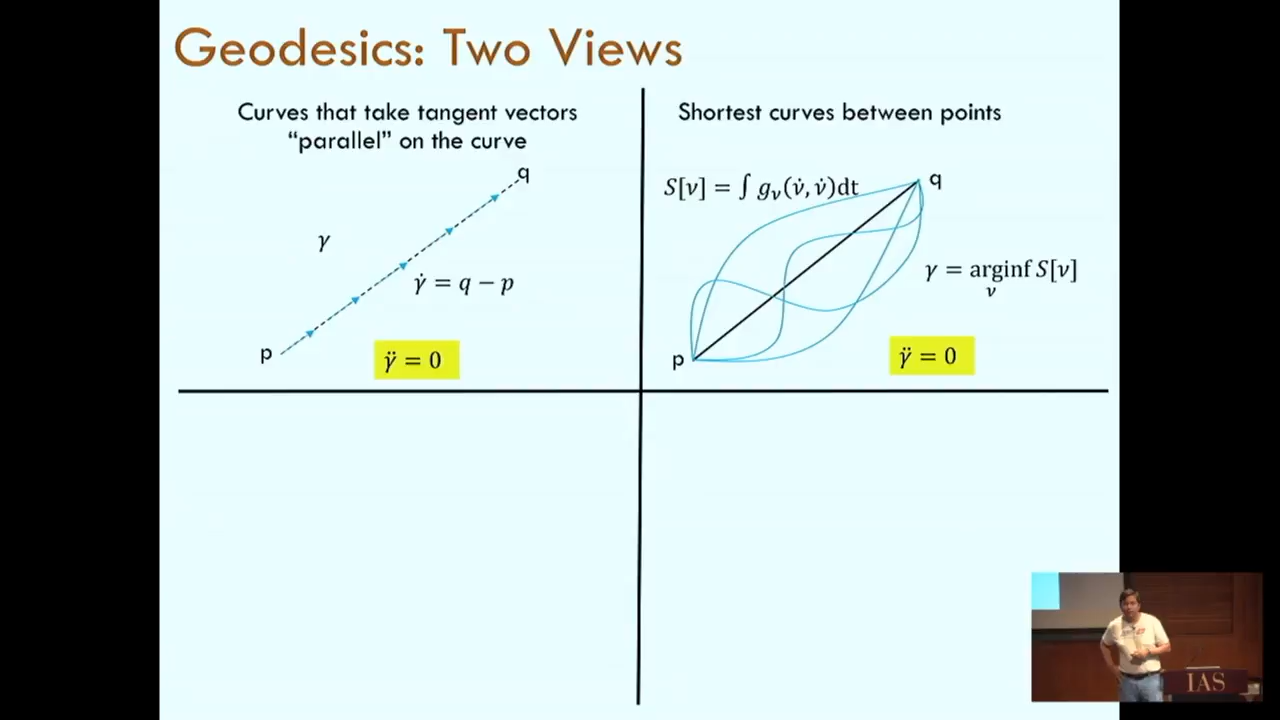 Geodesics: Two Views
Curves that take tangent vectors
“parallel” on the curve
q
γ
γ̇ = q − p
p
γ̈ = 0
Shortest curves between points
S[ν] = ∫ gᵥ(ν̇, ν̇)dt
q
γ = arginf S[ν]
ν
p
γ̈ = 0
IAS